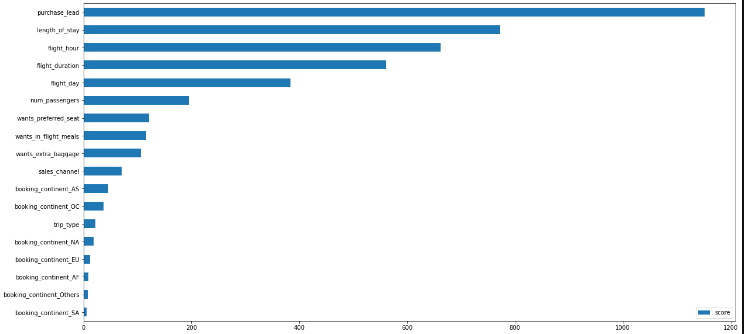 purchase_lead
length_of_stay
flight_hour
flight_duration
flight_day
num_passengers
wants_preferred_seat
wants_in_flight_meals
wants_extra_baggage
sales_channel
booking_continent_AS
booking_continent_OC
trip_type
booking_continent_NA
booking_continent_EU
booking_continent_AF
booking_continent_Others
booking_continent_SA
score
0 200 400 600 800 1000 1200